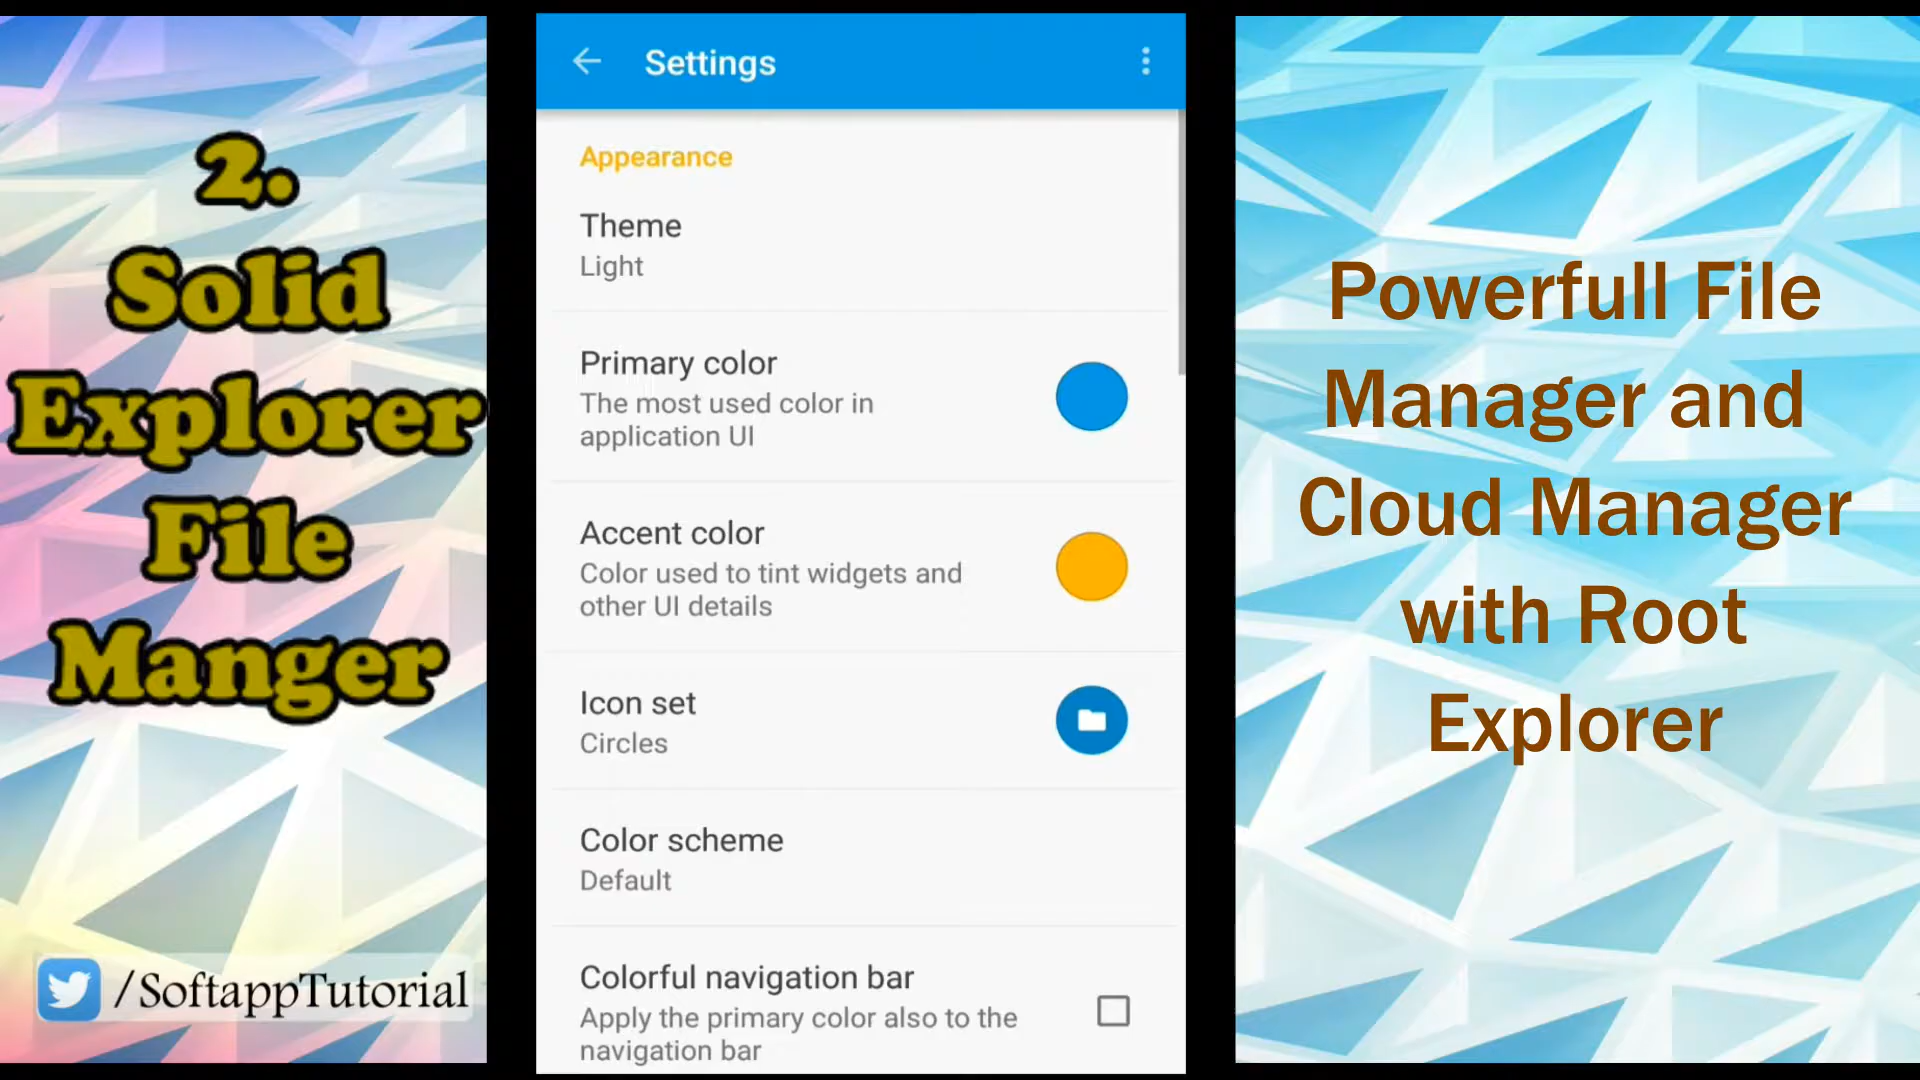 2.
Solid
Explorer
File
Manger
/SoftappTutorial
Settings
Appearance
Theme
Light
Primary color
The most used color in
application UI
Accent color
Color used to tint widgets and
other UI details
Icon set
Circles
Color scheme
Default
Colorful navigation bar
Apply the primary color also to the
navigation bar
Powerfull File
Manager and
Cloud Manager
with Root
Explorer